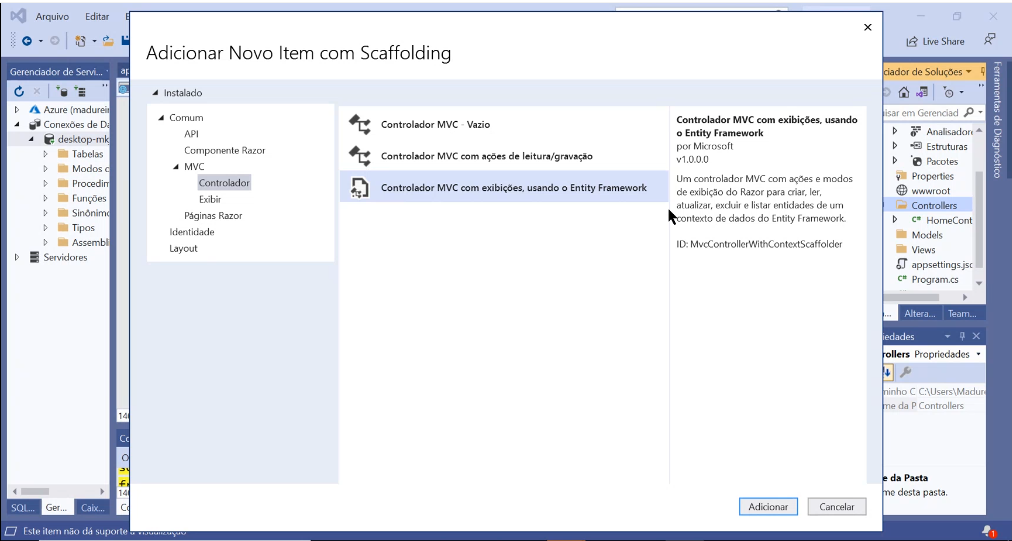 Arquivo
Editar
Live Share
Gerenciador de Servi...
Azure (madureir
Conexões de Da
desktop-mk
Tabelas
Modos d
Procedim
Funções
Sinônimo
Tipos
Assembli
Servidores
SQL...
Ger...
Caix...
Adicionar Novo Item com Scaffolding
Instalado
Comum
API
Componente Razor
MVC
Controlador
Exibir
Páginas Razor
Identidade
Layout
Controlador MVC - Vazio
Controlador MVC com ações de leitura/gravação
Controlador MVC com exibições, usando o Entity Framework
Controlador MVC com exibições, usando
o Entity Framework
por Microsoft
v1.0.0.0
Um controlador MVC com ações e modos
de exibição do Razor para criar, ler,
atualizar, excluir e listar entidades de um
contexto de dados do Entity Framework.
ID: MvcControllerWithContextScaffolder
Adicionar
Cancelar
ciador de Soluções
isar em Gerenciad
Analisadore
Estruturas
Pacotes
Properties
wwwroot
Controllers
C# HomeCont
Models
Views
appsettings.jsc
C# Program.cs
Altera...
Team...
iedades
rollers Propriedades
minho C C:\Users\Madure
me da P Controllers
e da Pasta
me desta pasta.
Ferramentas de Diagnóstico
Este item não dá suporte a visualização
1